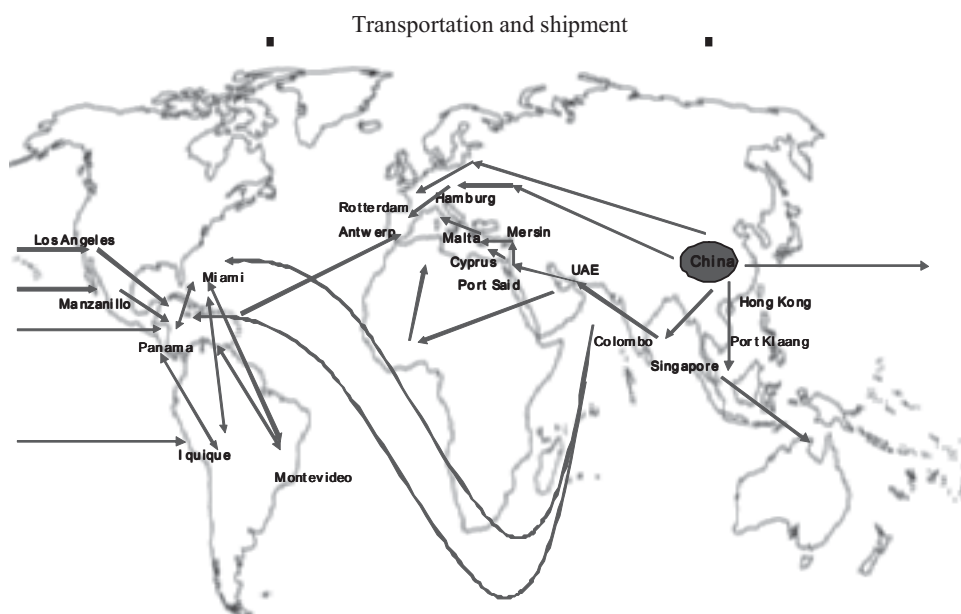 Transportation and shipment
Hamburg
Rotterdam
Antwerp
Mersin
Malta
Los Angeles
Cyprus
China
Miami
UAE
Port Said
Manzillo
Hong Kong
Panama
Colombo
Port Klaang
Singapore
Iquique
Montevideo